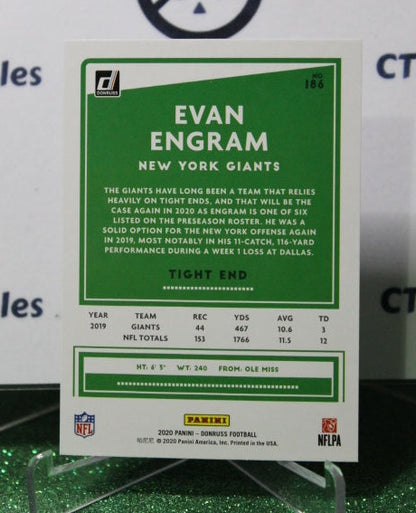 CT
oles
CT
DONRUSS
NO.
186
EVAN
ENGRAM
NEW YORK GIANTS
THE GIANTS HAVE LONG BEEN A TEAM THAT RELIES
HEAVILY ON TIGHT ENDS, AND THAT WILL BE THE
CASE AGAIN IN 2020 AS ENGRAM IS ONE OF SIX
LISTED ON THE PRESEASON ROSTER. HE WAS A
SOLID OPTION FOR THE NEW YORK OFFENSE AGAIN
IN 2019, MOST NOTABLY IN HIS 11-CATCH, 116-YARD
PERFORMANCE DURING A WEEK 1 LOSS AT DALLAS.
TIGHT END
YEAR TEAM REC YDS AVG TD
2019 GIANTS 44 467 10.6 3
NFL TOTALS 153 1766 11.5 12
HT: 6' 3" WT: 240 FROM: OLE MISS
NFL
PANINI
NFLPA
2020 PANINI – DONRUSS FOOTBALL
© 2020 Panini America, Inc. Printed in the USA.